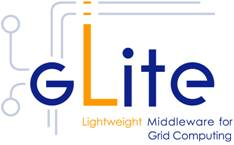 gLite
Lightweight Middleware for
Grid Computing